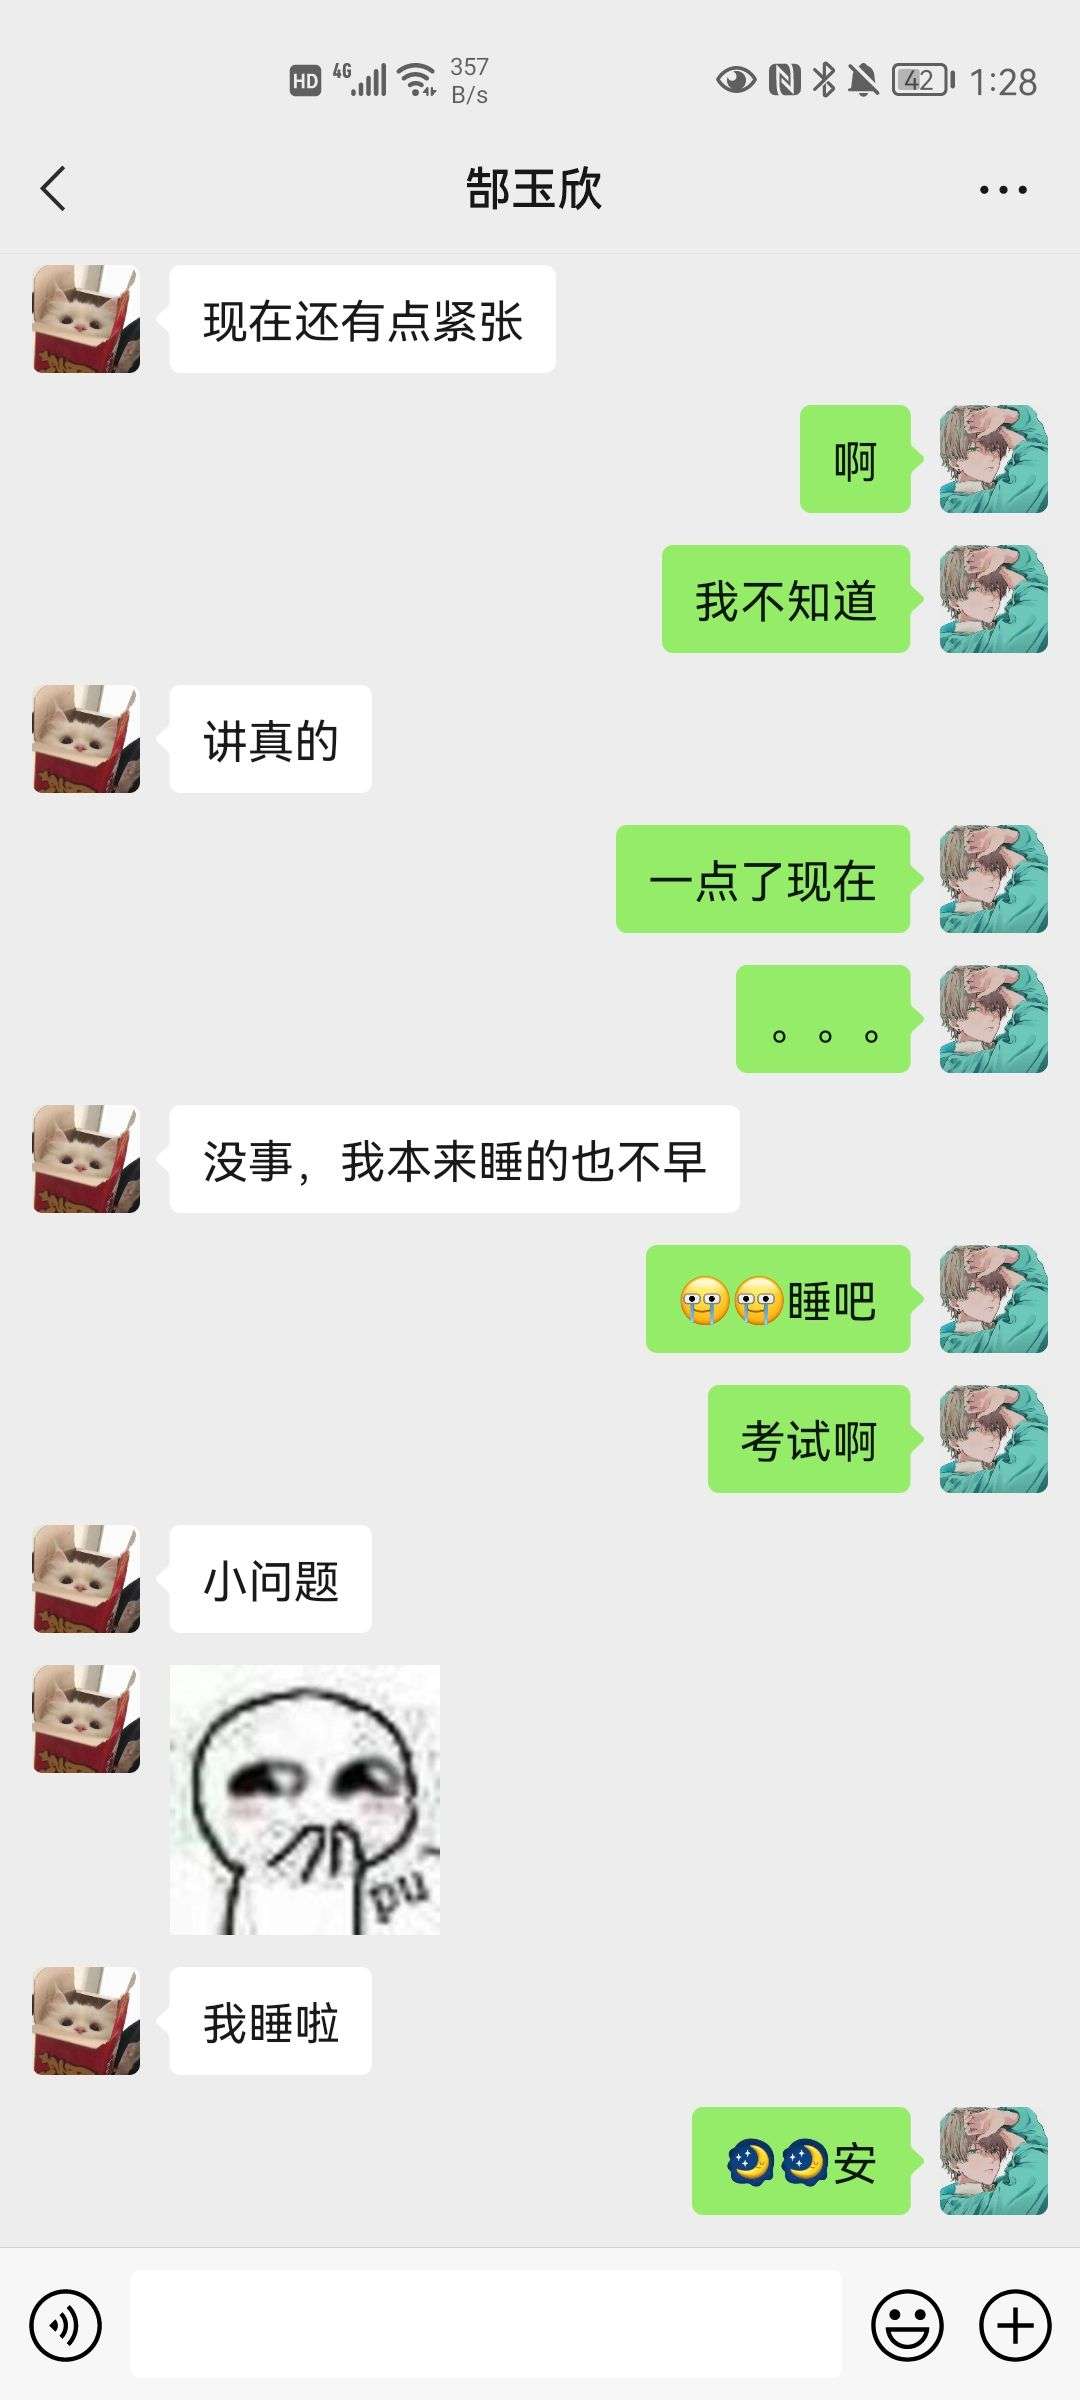 HD 4G 357 B/s 42 1:28
郜玉欣
现在还有点紧张
啊
我不知道
讲真的
一点了现在
。。。
没事，我本来睡的也不早
睡吧
考试啊
小问题
pu
我睡啦
安